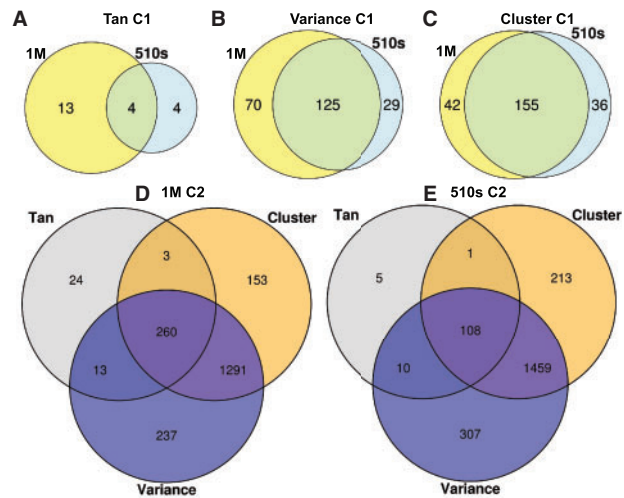 A Tan C1
1M 510s
13 4 4
B Variance C1
1M 510s
70 125 29
C Cluster C1
1M 510s
42 155 36
D 1M C2
Tan Cluster
3
24 153
260
13 1291
237
Variance
E 510s C2
Tan Cluster
1
5 213
108
10 1459
307
Variance